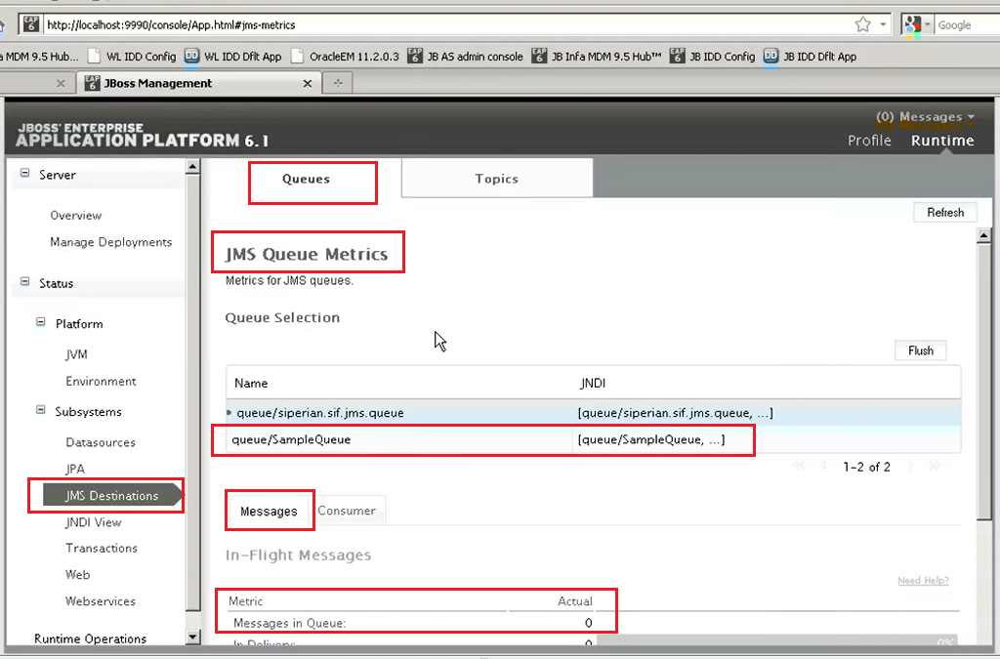 http://localhost:9990/console/App.html#jms-metrics
Google
a MDM 9.5 Hub... WL IDD Config WL IDD Dflt App OracleEM 11.2.0.3 JB AS admin console JB Infa MDM 9.5 Hub™ JB IDD Config JB IDD Dflt App
JBoss Management
JBOSS' ENTERPRISE
APPLICATION PLATFORM 6.1
(0) Messages
Profile Runtime
Server
Overview
Manage Deployments
Status
Platform
JVM
Environment
Subsystems
Datasources
JPA
JMS Destinations
JNDI View
Transactions
Web
Webservices
Runtime Operations
Queues Topics
Refresh
JMS Queue Metrics
Metrics for JMS queues.
Queue Selection
Flush
Name JNDI
queue/siperian.sif.jms.queue [queue/siperian.sif.jms.queue, ...]
queue/SampleQueue [queue/SampleQueue, ...]
1-2 of 2
Messages Consumer
In-Flight Messages
Need Help?
Metric Actual
Messages in Queue: 0
In Delivery: 0 0%